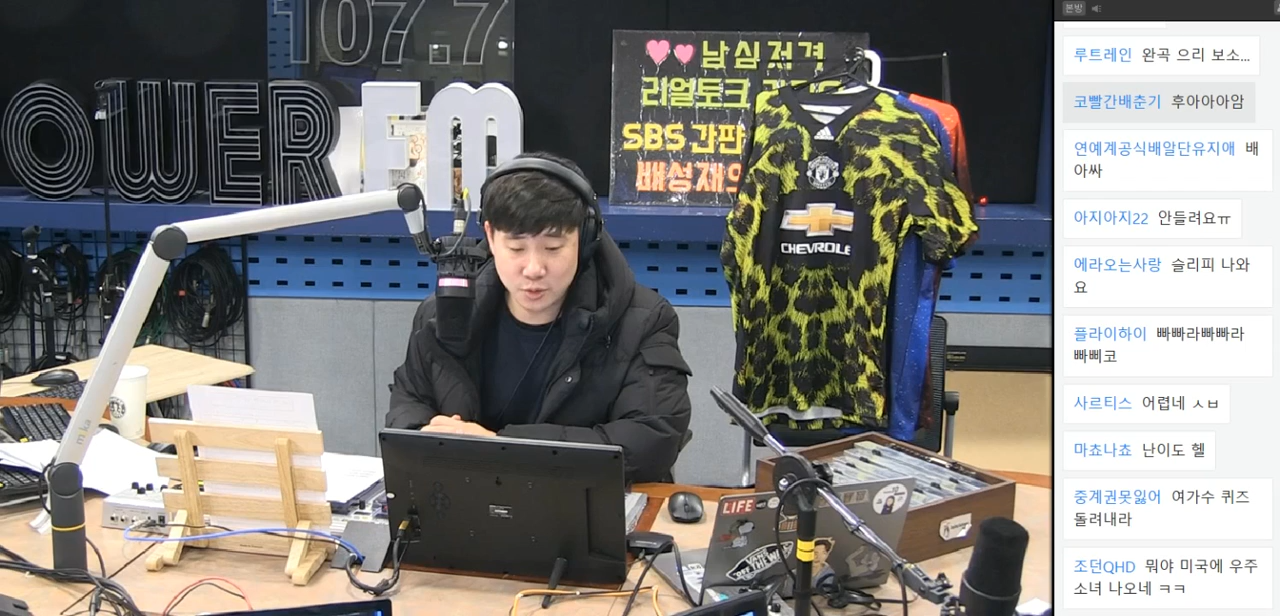 107.7
OWER FM
남심저격
리얼토크
SBS 간판
배성재의
adidas
CHEVROLE
LIFE
VANS
"OFF THE WALL"
본방
루트레인 완곡 으리 보소...
코빨간배춘기 후아아아암
연예계공식배알단유지애 배
아싸
아지아지22 안들려요ㅠ
에라오는사랑 슬리피 나와
요
플라이하이 빠빠라빠빠라
빠삐코
사르티스 어렵네 ㅅㅂ
마쵸나쵸 난이도 헬
중계권못잃어 여가수 퀴즈
돌려내라
조던QHD 뭐야 미국에 우주
소녀 나오네 ㅋㅋ